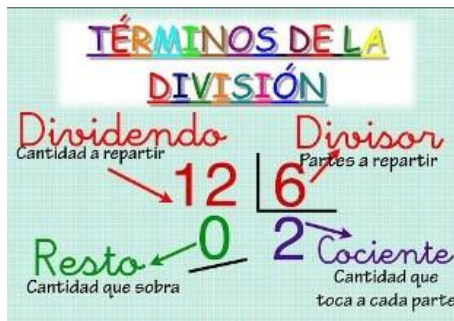 TÉRMINOS DE LA
DIVISIÓN
Dividendo
Cantidad a repartir
Divisor
Partes a repartir
12 6
0 2
Resto
Cantidad que sobra
Cociente
Cantidad que
toca a cada parte